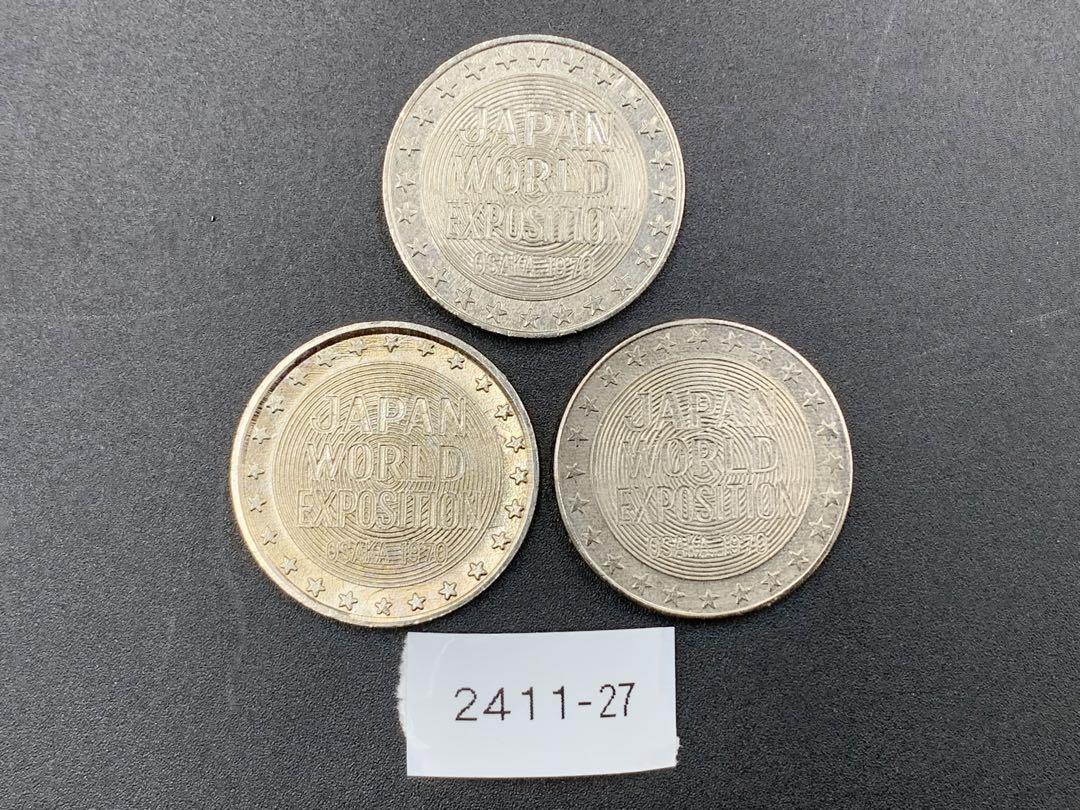 JAPAN
WORLD
EXPOSITION
OSAKA 1970
JAPAN
WORLD
EXPOSITION
OSAKA 1970
JAPAN
WORLD
EXPOSITION
OSAKA 1970
2411-27